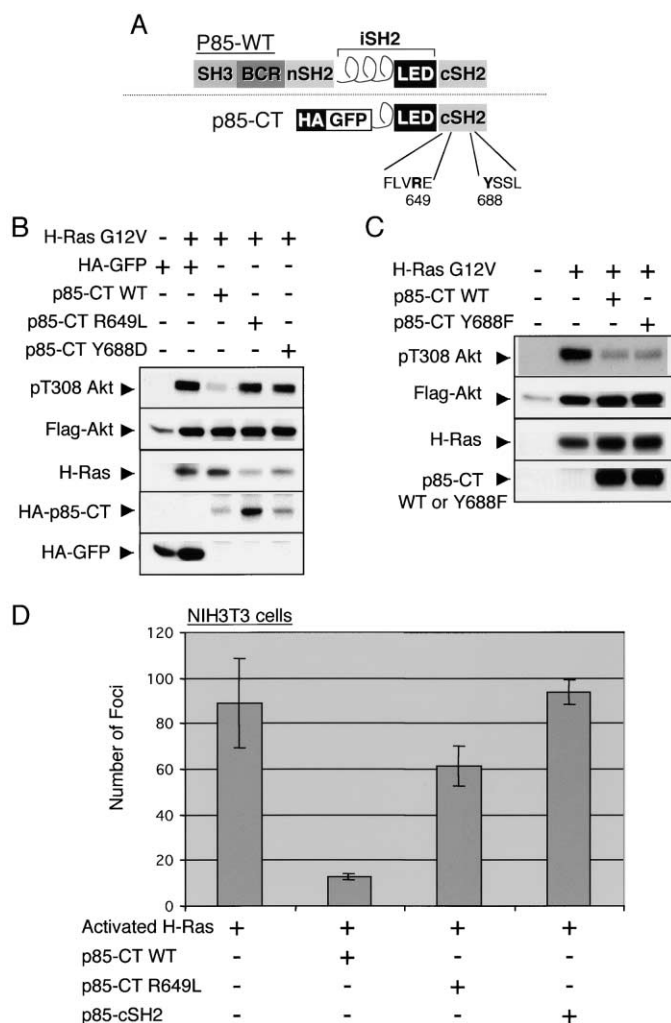 A
P85-WT
iSH2
SH3 BCR nSH2 LED cSH2
p85-CT HA GFP LED cSH2
FLVRE YSSL
649 688
B
H-Ras G12V - + + + +
HA-GFP + + - - -
p85-CT WT - - + - -
p85-CT R649L - - - + -
p85-CT Y688D - - - - +
pT308 Akt
Flag-Akt
H-Ras
HA-p85-CT
HA-GFP
C
H-Ras G12V - + + +
p85-CT WT - - + -
p85-CT Y688F - - - +
pT308 Akt
Flag-Akt
H-Ras
p85-CT
WT or Y688F
D
NIH3T3 cells
Number of Foci
120
100
80
60
40
20
0
Activated H-Ras + + + +
p85-CT WT - + - -
p85-CT R649L - - + -
p85-cSH2 - - - +